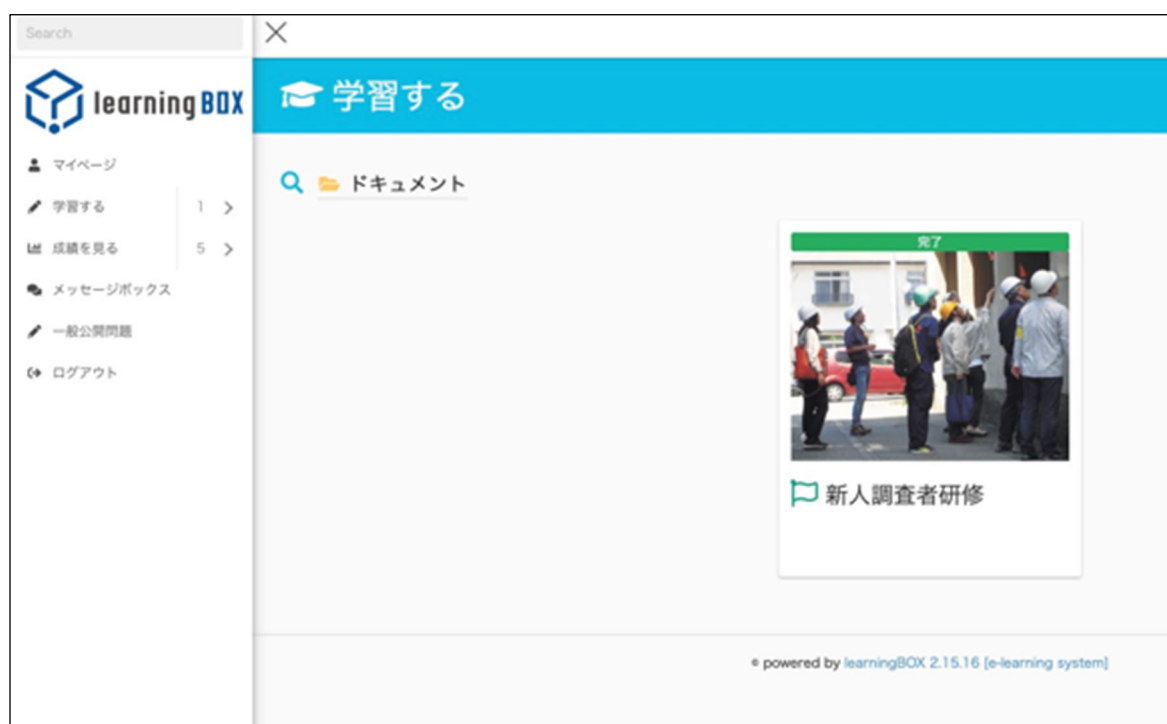 Search
learningBOX
マイページ
学習する 1
成績を見る 5
メッセージボックス
一般公開問題
ログアウト
学習する
ドキュメント
完了
新人調査者研修
© powered by learningBOX 2.15.16 [e-learning system]